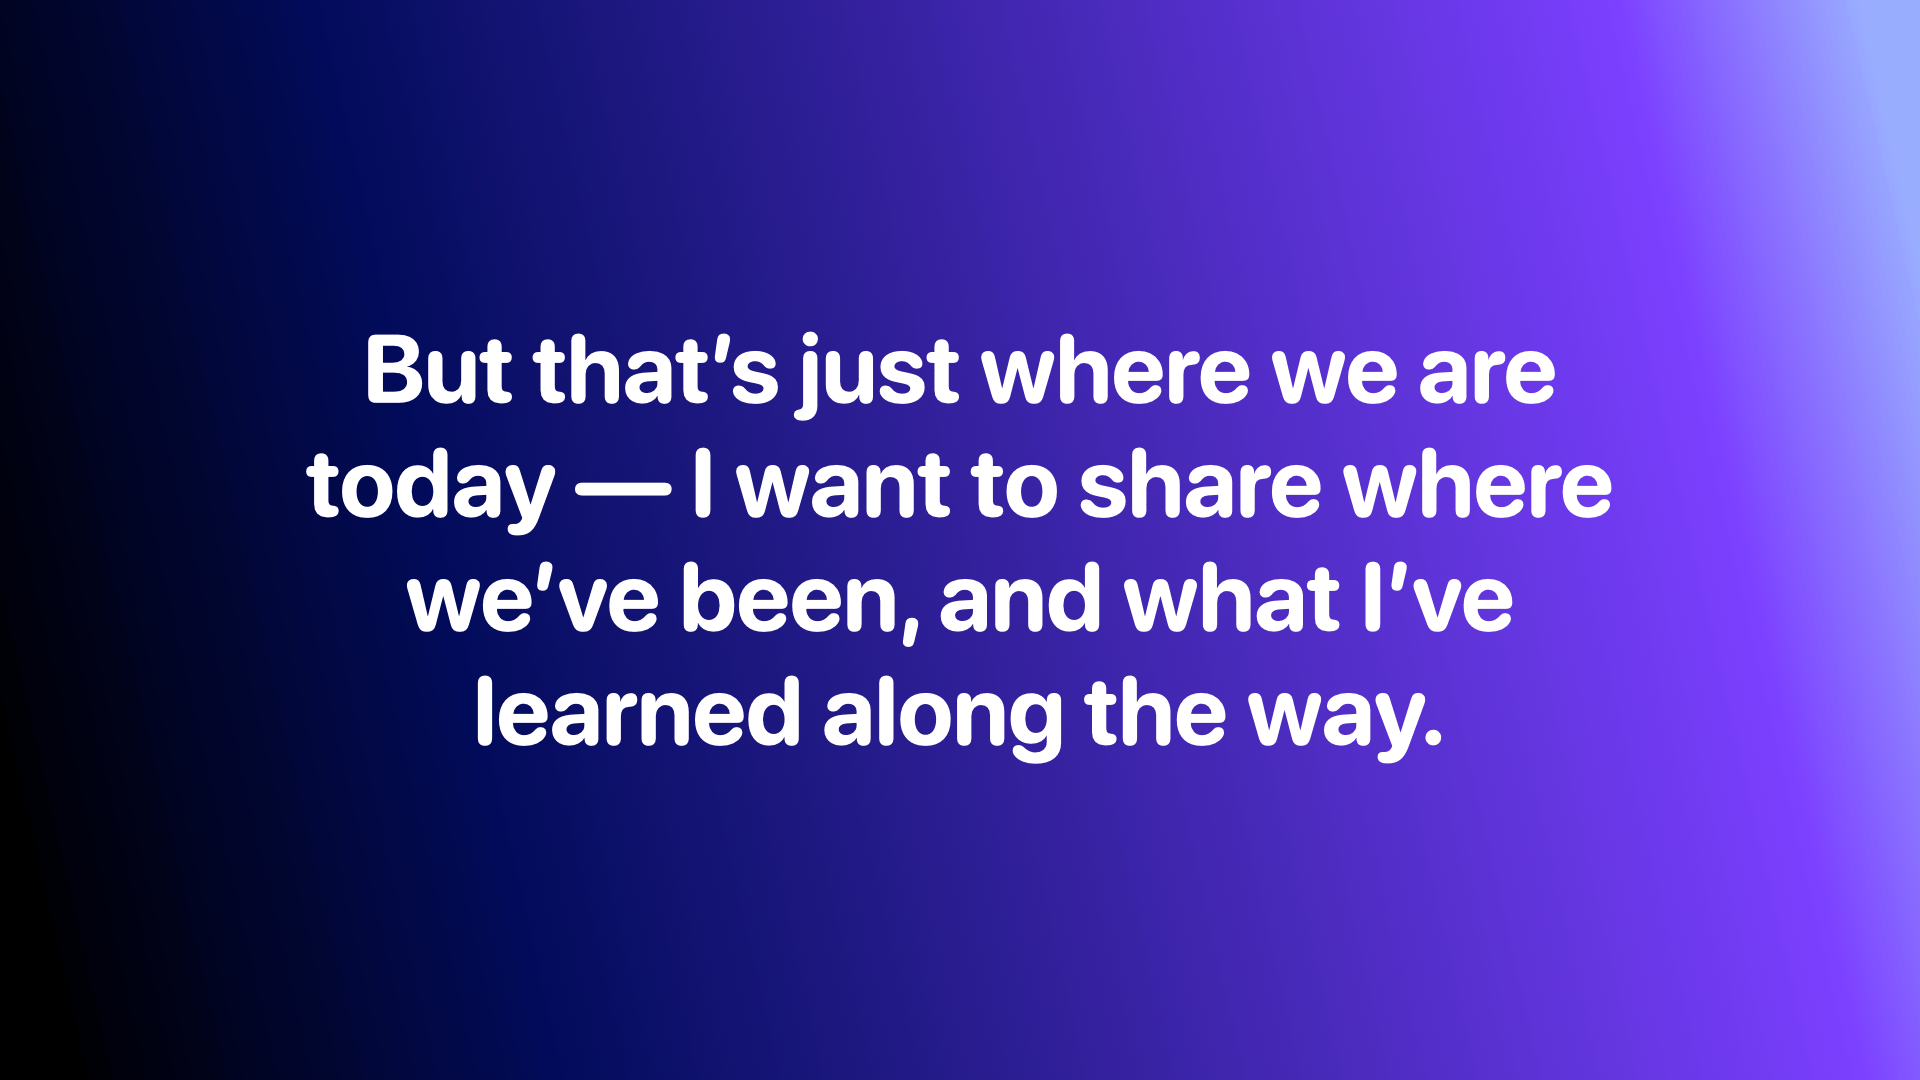 But that’s just where we are
today — I want to share where
we’ve been, and what I’ve
learned along the way.